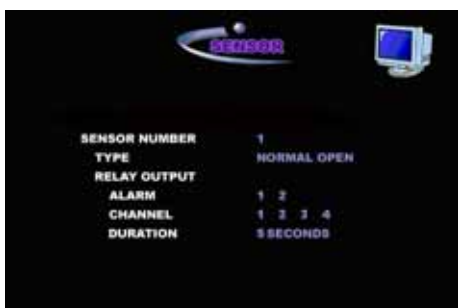 SENSOR
SENSOR NUMBER 1
TYPE NORMAL OPEN
RELAY OUTPUT
ALARM 1 2
CHANNEL 1 2 3 4
DURATION 5 SECONDS